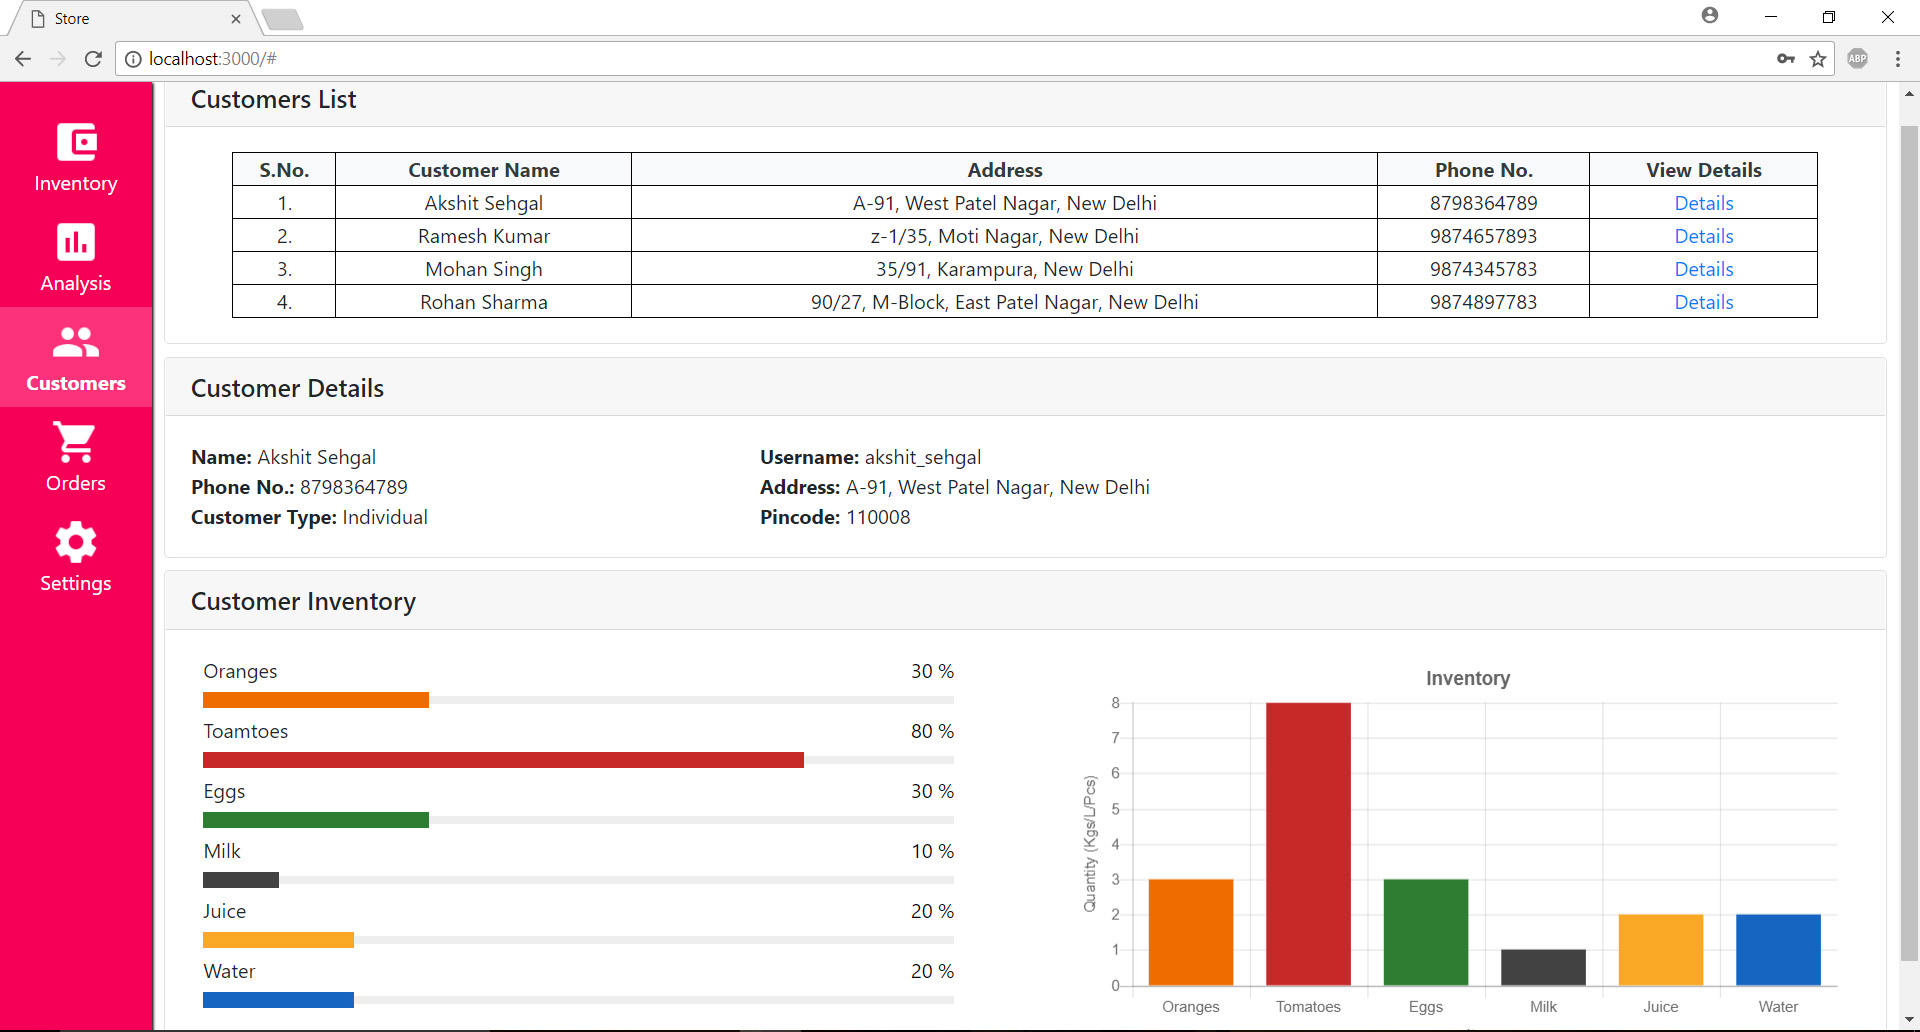 Store
localhost:3000/#
ABP
Inventory
Analysis
Customers
Orders
Settings
Customers List
S.No. Customer Name Address Phone No. View Details
1. Akshit Sehgal A-91, West Patel Nagar, New Delhi 8798364789 Details
2. Ramesh Kumar z-1/35, Moti Nagar, New Delhi 9874657893 Details
3. Mohan Singh 35/91, Karampura, New Delhi 9874345783 Details
4. Rohan Sharma 90/27, M-Block, East Patel Nagar, New Delhi 9874897783 Details
Customer Details
Name: Akshit Sehgal Username: akshit_sehgal
Phone No.: 8798364789 Address: A-91, West Patel Nagar, New Delhi
Customer Type: Individual Pincode: 110008
Customer Inventory
Oranges 30 %
Toamtoes 80 %
Eggs 30 %
Milk 10 %
Juice 20 %
Water 20 %
Inventory
Quantity (Kgs/L/Pcs)
8
7
6
5
4
3
2
1
0
Oranges Tomatoes Eggs Milk Juice Water